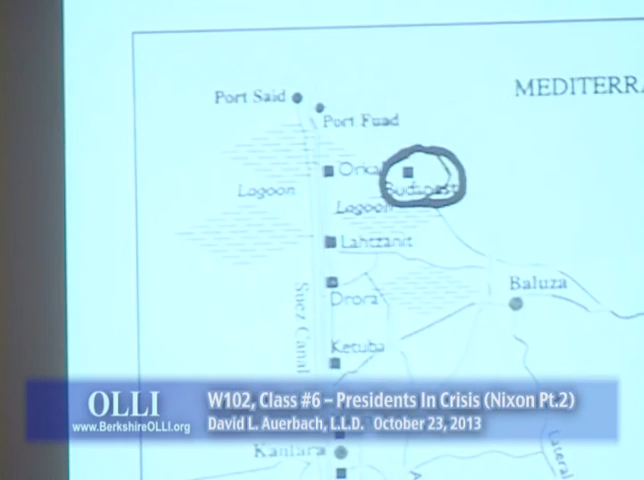 Port Said
MEDITERRA
Port Fuad
Orkal
Budapest
Lagoon
Lagoon
Lahtzanit
Baluza
Drora
Suez Canal
Ketuba
OLLI
www.BerkshireOLLI.org
W102, Class #6 – Presidents In Crisis (Nixon Pt.2)
David L. Auerbach, L.L.D. October 23, 2013
Kantara
Lateral